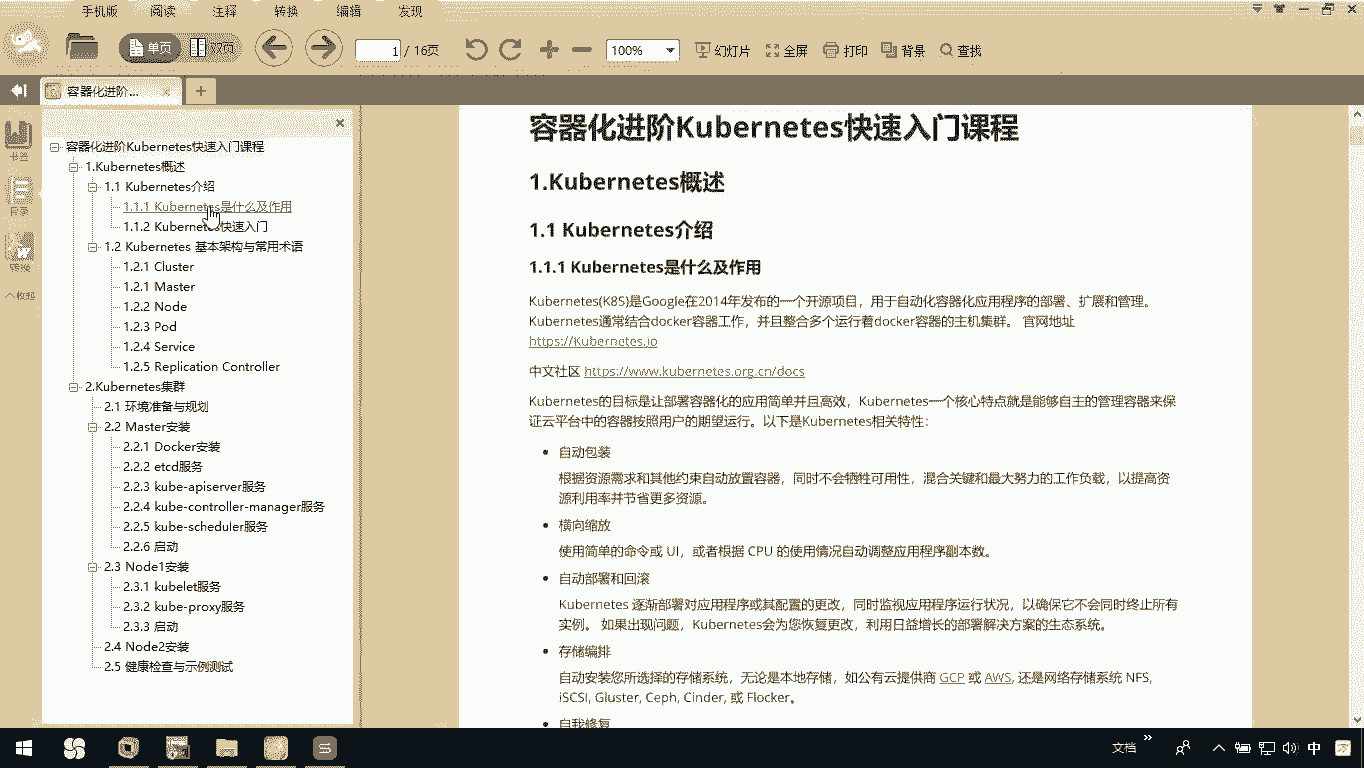 手机版 阅读 注释 转换 编辑 发现
单页 双页 1 / 16页 100% 幻灯片 全屏 打印 背景 查找
容器化进阶...
书签
目录
转换
收起
容器化进阶Kubernetes快速入门课程
1.Kubernetes概述
1.1 Kubernetes介绍
1.1.1 Kubernetes是什么及作用
1.1.2 Kubernetes快速入门
1.2 Kubernetes 基本架构与常用术语
1.2.1 Cluster
1.2.1 Master
1.2.2 Node
1.2.3 Pod
1.2.4 Service
1.2.5 Replication Controller
2.Kubernetes集群
2.1 环境准备与规划
2.2 Master安装
2.2.1 Docker安装
2.2.2 etcd服务
2.2.3 kube-apiserver服务
2.2.4 kube-controller-manager服务
2.2.5 kube-scheduler服务
2.2.6 启动
2.3 Node1安装
2.3.1 kubelet服务
2.3.2 kube-proxy服务
2.3.3 启动
2.4 Node2安装
2.5 健康检查与示例测试
容器化进阶Kubernetes快速入门课程
1.Kubernetes概述
1.1 Kubernetes介绍
1.1.1 Kubernetes是什么及作用
Kubernetes(K8S)是Google在2014年发布的一个开源项目，用于自动化容器化应用程序的部署、扩展和管理。
Kubernetes通常结合docker容器工作，并且整合多个运行着docker容器的主机集群。 官网地址
https://Kubernetes.io
中文社区 https://www.kubernetes.org.cn/docs
Kubernetes的目标是让部署容器化的应用简单并且高效，Kubernetes一个核心特点就是能够自主的管理容器来保
证云平台中的容器按照用户的期望运行。以下是Kubernetes相关特性：
• 自动包装
根据资源需求和其他约束自动放置容器，同时不会牺牲可用性，混合关键和最大努力的工作负载，以提高资
源利用率并节省更多资源。
• 横向缩放
使用简单的命令或 UI，或者根据 CPU 的使用情况自动调整应用程序副本数。
• 自动部署和回滚
Kubernetes 逐渐部署对应用程序或其配置的更改，同时监视应用程序运行状况，以确保它不会同时终止所有
实例。 如果出现问题，Kubernetes会为您恢复更改，利用日益增长的部署解决方案的生态系统。
• 存储编排
自动安装您所选择的存储系统，无论是本地存储，如公有云提供商 GCP 或 AWS, 还是网络存储系统 NFS,
iSCSI, Gluster, Ceph, Cinder, 或 Flocker。
• 自我修复
文档 中